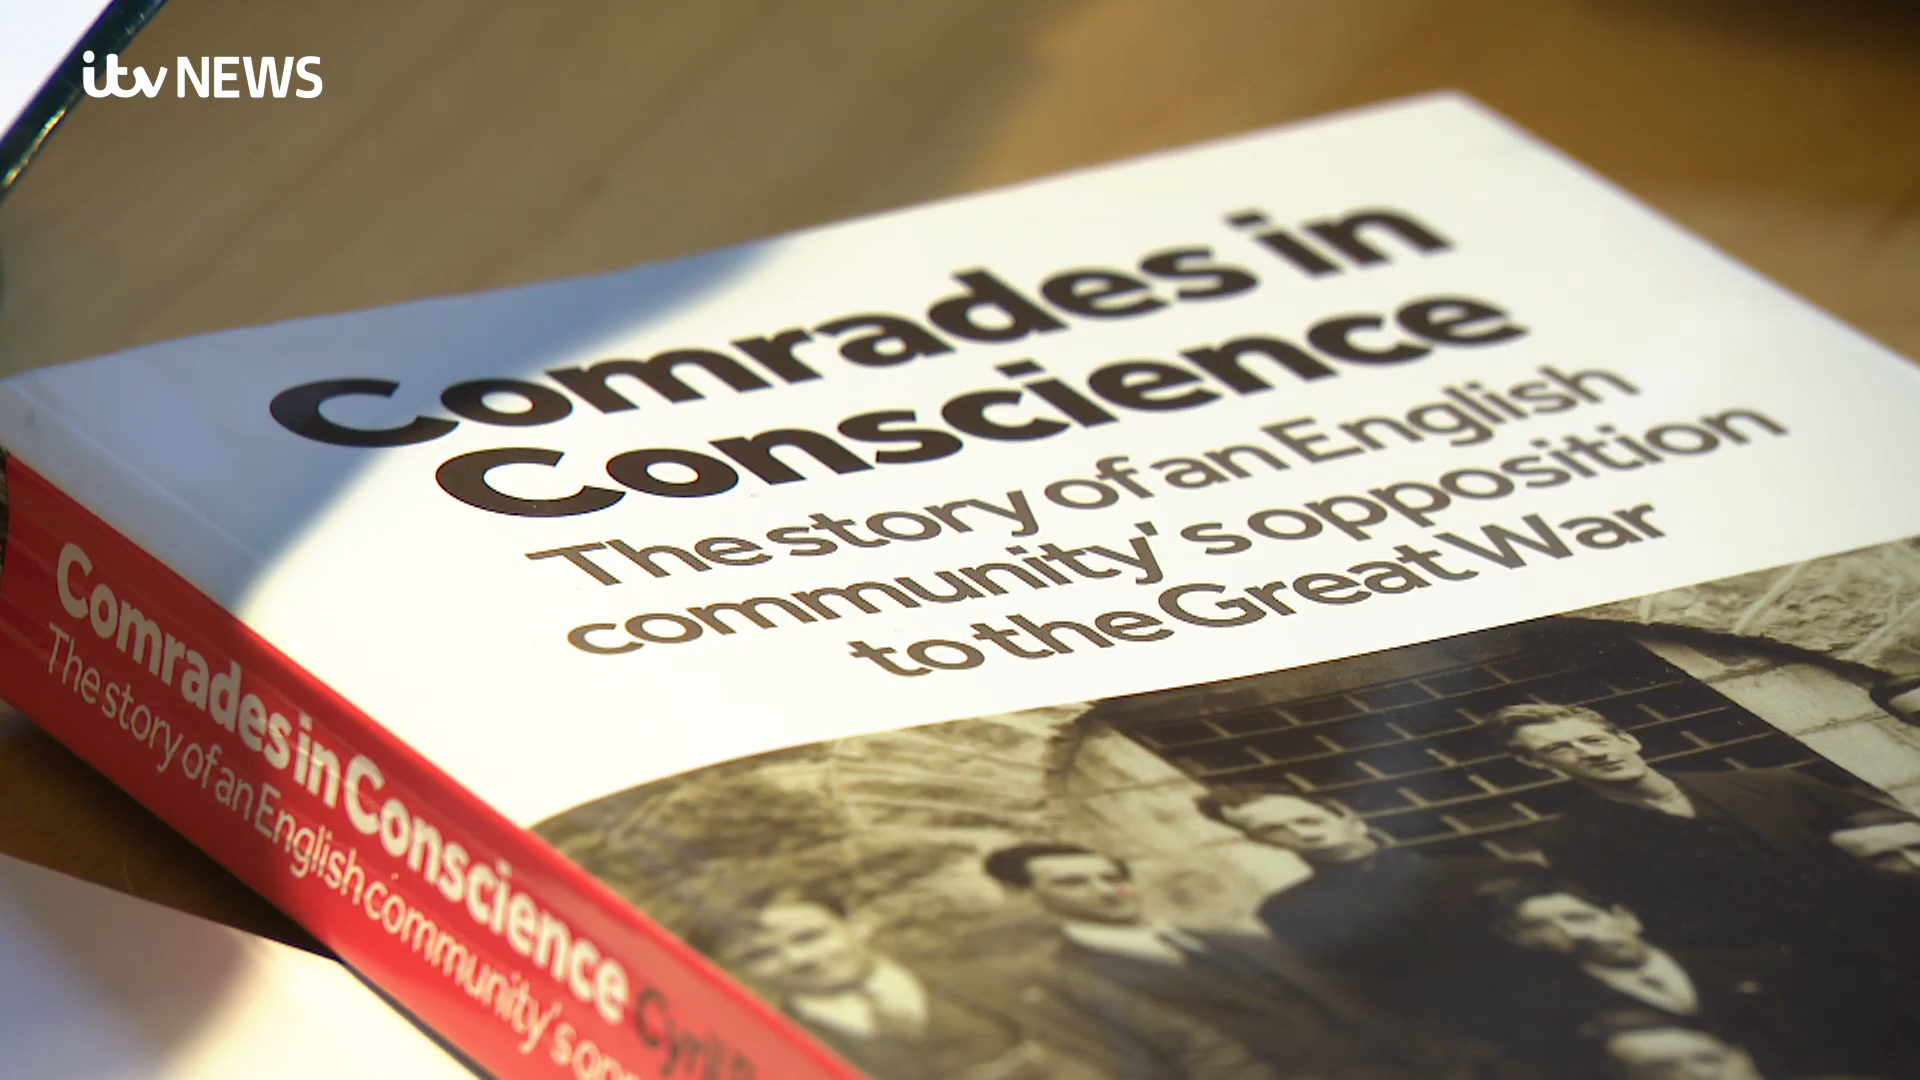 itv NEWS
Comrades in
Conscience
The story of an English
community's opposition
to the Great War
Comrades in Conscience Cyril
The story of an English community's